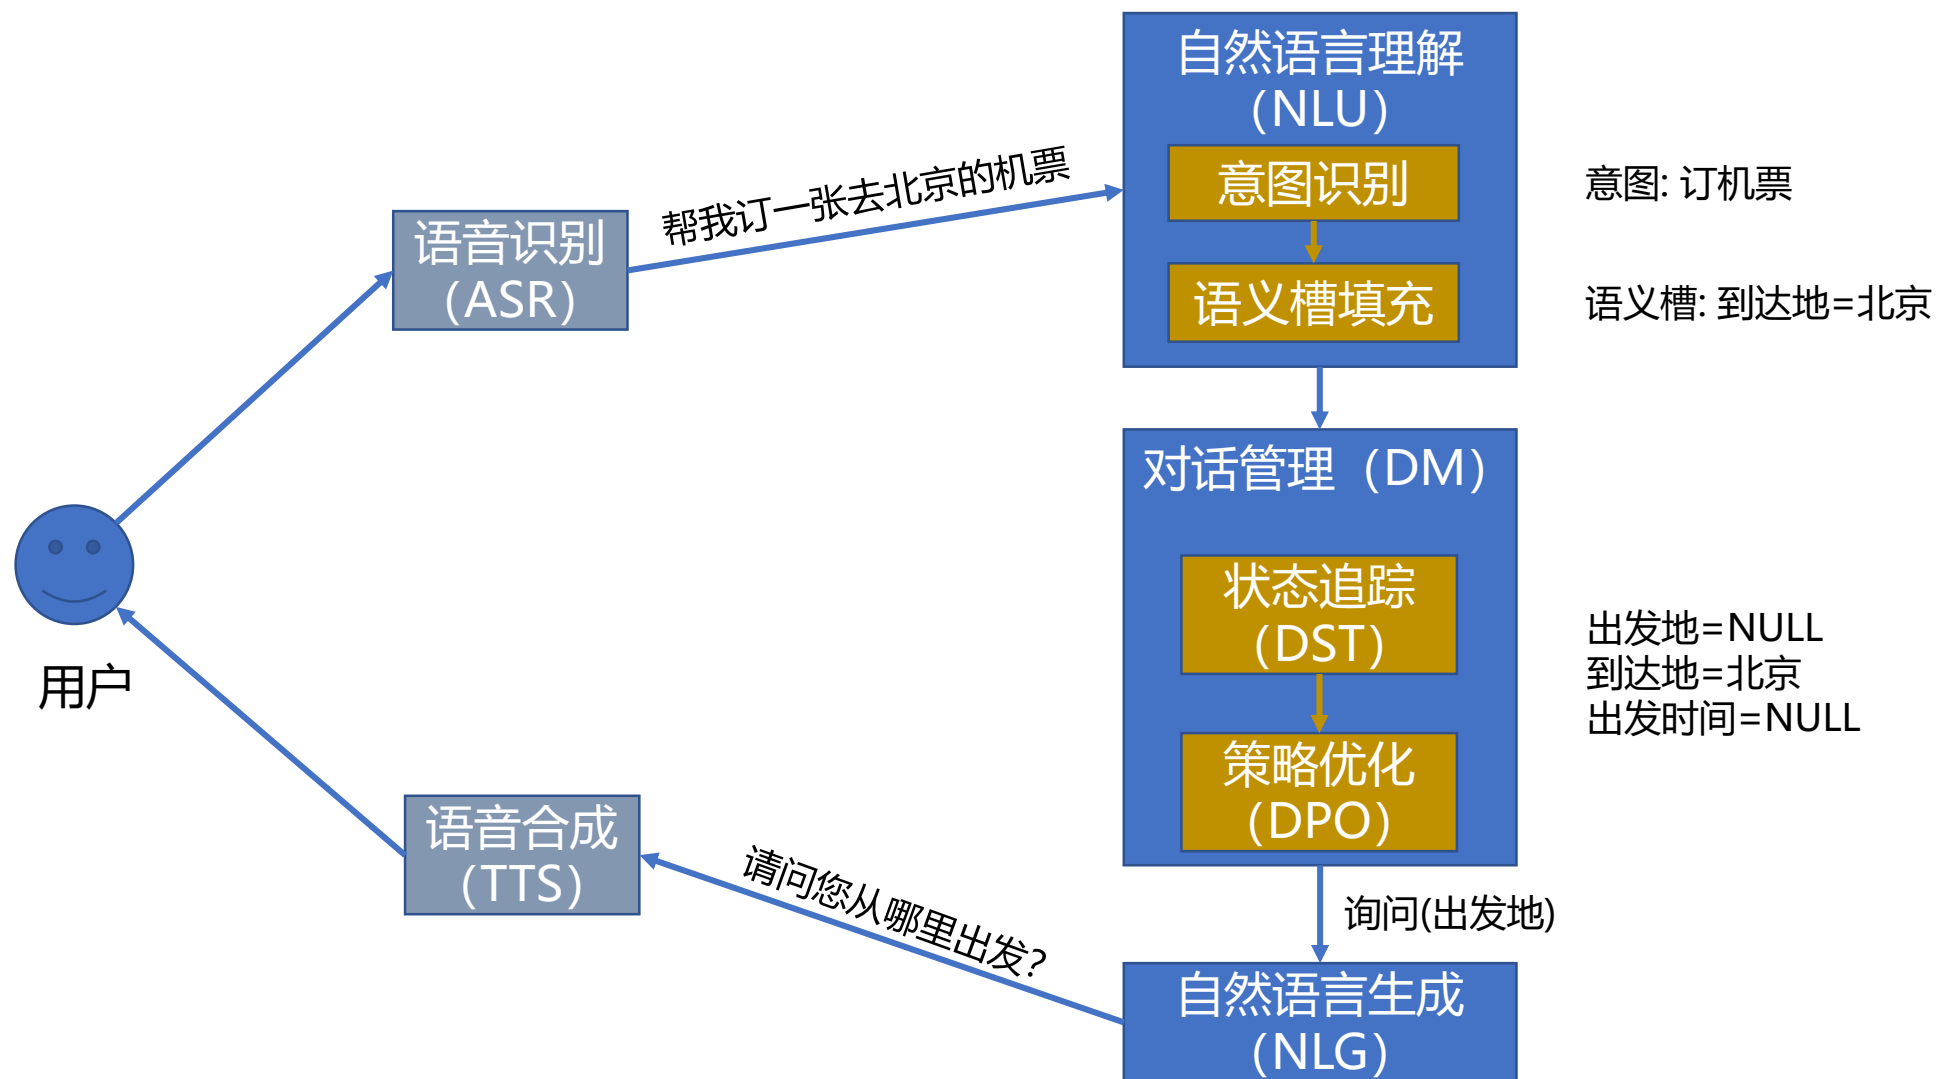 自然语言理解
（NLU）
意图识别
语义槽填充
意图: 订机票
语义槽: 到达地=北京
帮我订一张去北京的机票
语音识别
（ASR）
对话管理（DM）
状态追踪
（DST）
策略优化
（DPO）
出发地=NULL
到达地=北京
出发时间=NULL
用户
语音合成
（TTS）
请问您从哪里出发?
询问(出发地)
自然语言生成
（NLG）